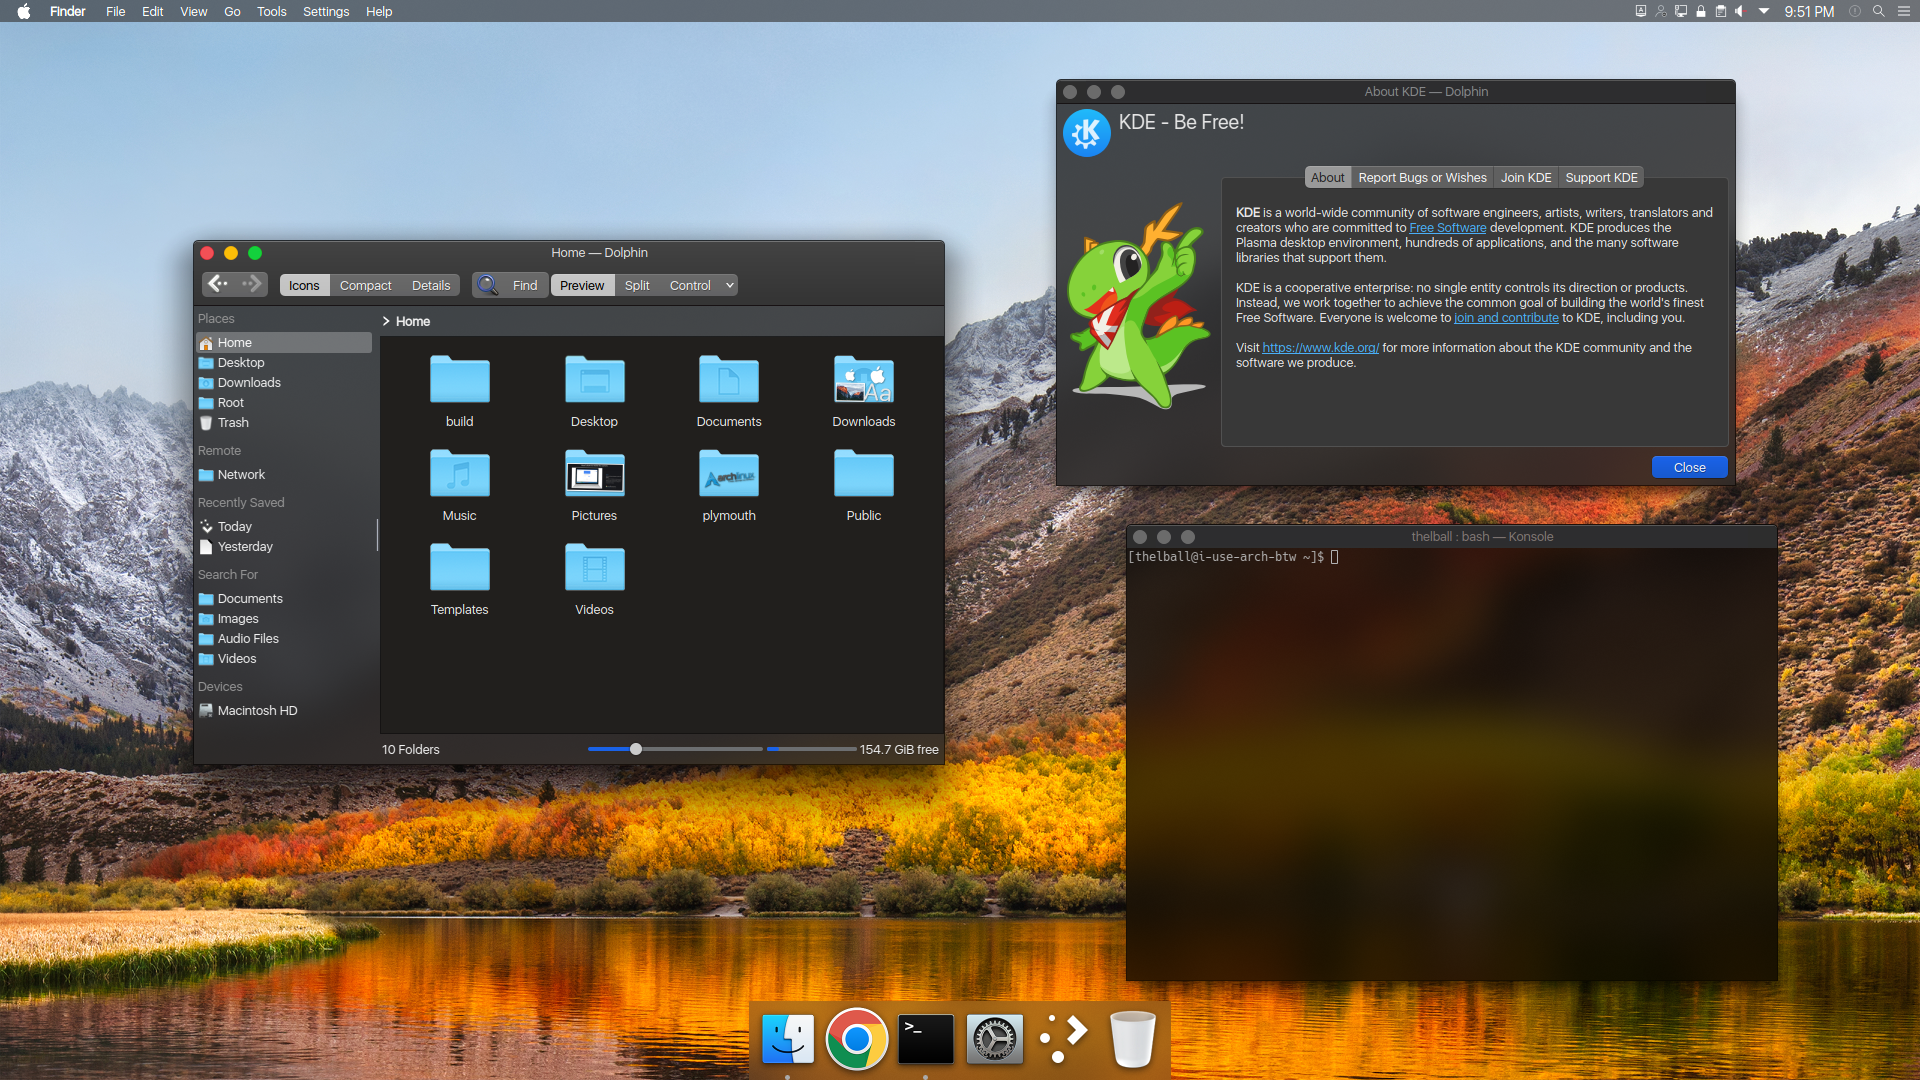 Finder File Edit View Go Tools Settings Help
9:51 PM
Home — Dolphin
Icons Compact Details Find Preview Split Control
Places
Home
Desktop
Downloads
Root
Trash
Remote
Network
Recently Saved
Today
Yesterday
Search For
Documents
Images
Audio Files
Videos
Devices
Macintosh HD
Home
build Desktop Documents Downloads
Aa
Music Pictures plymouth Public
archlinux
Templates Videos
10 Folders 154.7 GiB free
About KDE — Dolphin
KDE - Be Free!
About Report Bugs or Wishes Join KDE Support KDE
KDE is a world-wide community of software engineers, artists, writers, translators and
creators who are committed to Free Software development. KDE produces the
Plasma desktop environment, hundreds of applications, and the many software
libraries that support them.
KDE is a cooperative enterprise: no single entity controls its direction or products.
Instead, we work together to achieve the common goal of building the world's finest
Free Software. Everyone is welcome to join and contribute to KDE, including you.
Visit https://www.kde.org/ for more information about the KDE community and the
software we produce.
Close
thelball : bash — Konsole
[thelball@i-use-arch-btw ~]$
>_